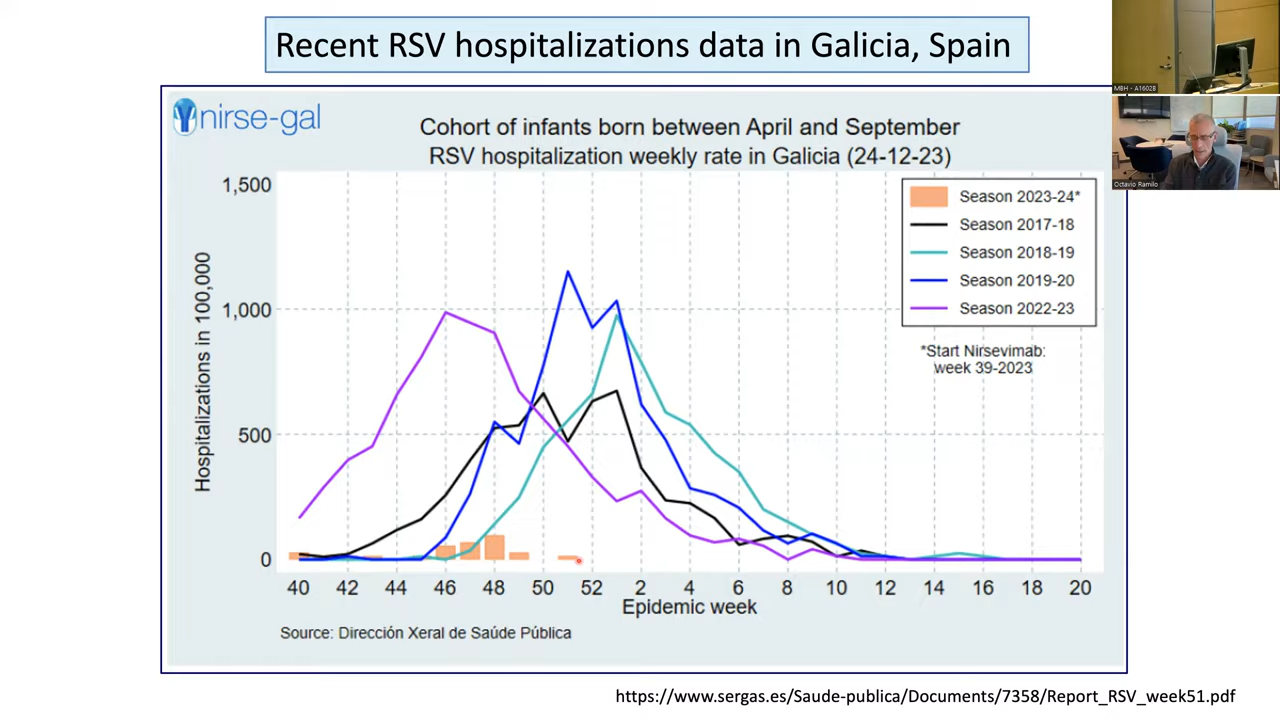 Recent RSV hospitalizations data in Galicia, Spain
nirse-gal
Cohort of infants born between April and September
RSV hospitalization weekly rate in Galicia (24-12-23)
Hospitalizations in 100,000
1,500
1,000
500
0
Season 2023-24*
Season 2017-18
Season 2018-19
Season 2019-20
Season 2022-23
*Start Nirsevimab:
week 39-2023
40 42 44 46 48 50 52 2 4 6 8 10 12 14 16 18 20
Epidemic week
Source: Dirección Xeral de Saúde Pública
https://www.sergas.es/Saude-publica/Documents/7358/Report_RSV_week51.pdf
MBH - A16028
Octavio Ramilo